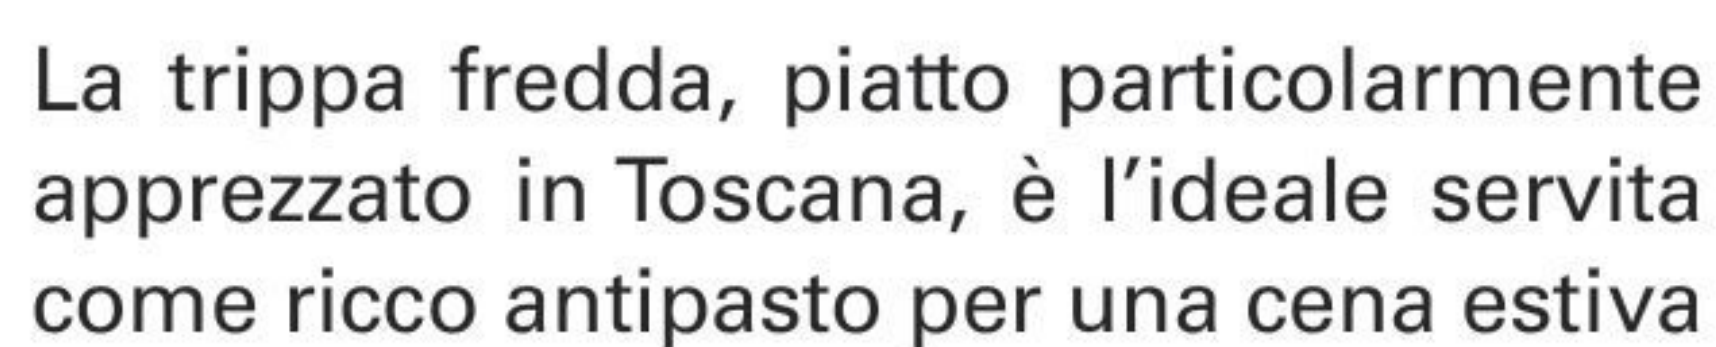 La trippa fredda, piatto particolarmente
apprezzato in Toscana, è l’ideale servita
come ricco antipasto per una cena estiva